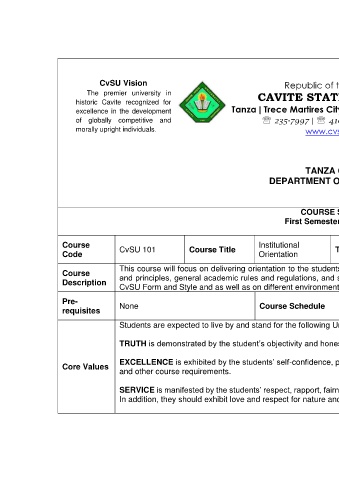 CvSU Vision
The premier university in
historic Cavite recognized for
excellence in the development
of globally competitive and
morally upright individuals.
Republic of t
CAVITE STAT
Tanza | Trece Martires Cit
☏ 235-7997 | ☏ 41
www.cvs
TANZA
DEPARTMENT O
COURSE S
First Semester
Course Code
CvSU 101
Course Title
Institutional Orientation
T
Course Description
This course will focus on delivering orientation to the students
and principles, general academic rules and regulations, and s
CvSU Form and Style and as well as on different environment
Pre-requisites
None
Course Schedule
Core Values
Students are expected to live by and stand for the following Un
TRUTH is demonstrated by the student's objectivity and hones
EXCELLENCE is exhibited by the students' self-confidence, p
and other course requirements.
SERVICE is manifested by the students' respect, rapport, fairn
In addition, they should exhibit love and respect for nature and